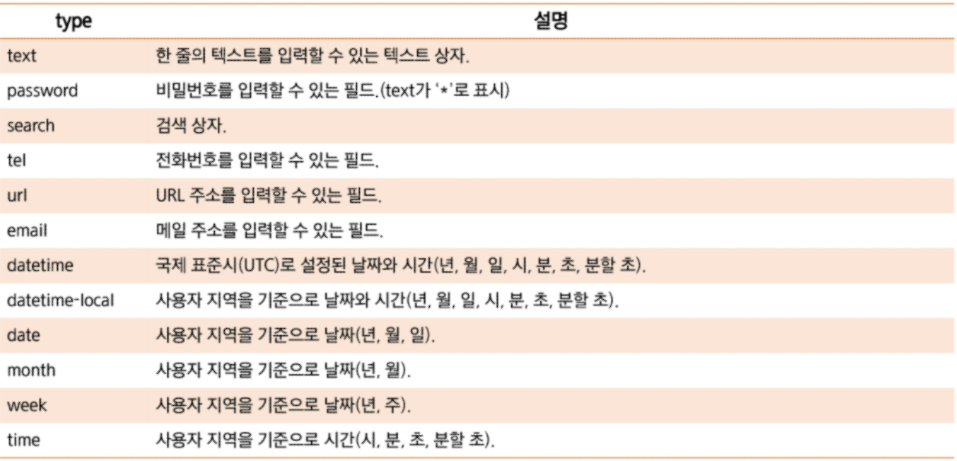 type 설명
text 한 줄의 텍스트를 입력할 수 있는 텍스트 상자.
password 비밀번호를 입력할 수 있는 필드.(text가 '*'로 표시)
search 검색 상자.
tel 전화번호를 입력할 수 있는 필드.
url URL 주소를 입력할 수 있는 필드.
email 메일 주소를 입력할 수 있는 필드.
datetime 국제 표준시(UTC)로 설정된 날짜와 시간(년, 월, 일, 시, 분, 초, 분할 초).
datetime-local 사용자 지역을 기준으로 날짜와 시간(년, 월, 일, 시, 분, 초, 분할 초).
date 사용자 지역을 기준으로 날짜(년, 월, 일).
month 사용자 지역을 기준으로 날짜(년, 월).
week 사용자 지역을 기준으로 날짜(년, 주).
time 사용자 지역을 기준으로 시간(시, 분, 초, 분할 초).